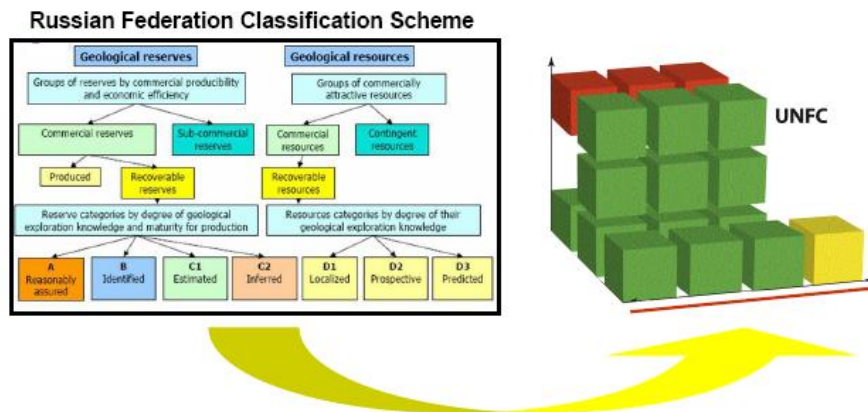 Russian Federation Classification Scheme
Geological reserves
Geological resources
Groups of reserves by commercial producibility
and economic efficiency
Groups of commercially
attractive resources
Commercial reserves
Sub-commercial
reserves
Commercial
resources
Contingent
resources
Produced
Recoverable
reserves
Recoverable
resources
Reserve categories by degree of geological
exploration knowledge and maturity for production
Resources categories by degree of their
geological exploration knowledge
A
Reasonably
assured
B
Identified
C1
Estimated
C2
Inferred
D1
Localized
D2
Prospective
D3
Predicted
UNFC